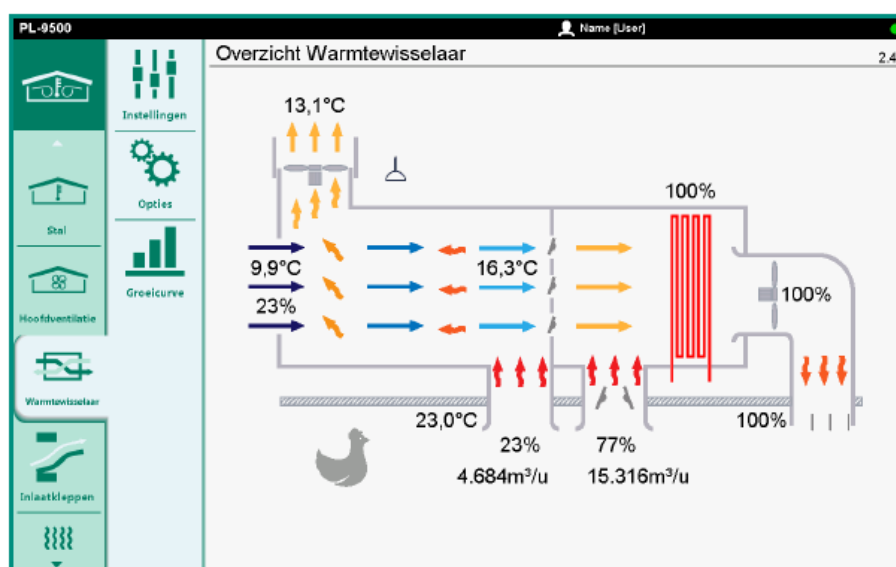 PL-9500
Name [User]
Overzicht Warmtewisselaar
2.4
Instellingen
Opties
Groeicurve
Stal
Hoofdventilatie
Warmtewisselaar
Inlaatkleppen
13,1°C
100%
9,9°C
16,3°C
23%
100%
23,0°C
100%
23%
77%
4.684m³/u
15.316m³/u